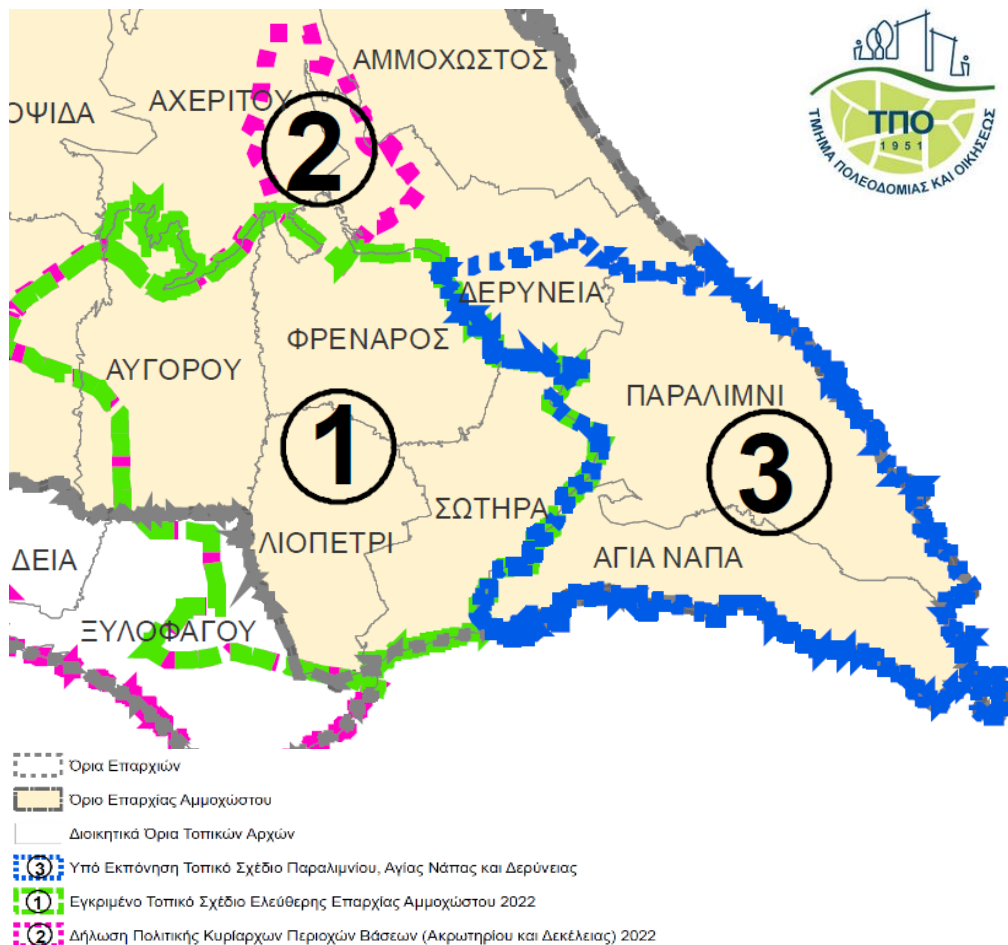 ΑΜΜΟΧΩΣΤΟΣ
ΟΨΙΔΑ
ΑΧΕΡΙΤΟΥ
2
ΤΠΟ
1951
ΤΜΗΜΑ ΠΟΛΕΟΔΟΜΙΑΣ ΚΑΙ ΟΙΚΗΣΕΩΣ
ΔΕΡΥΝΕΙΑ
ΦΡΕΝΑΡΟΣ
ΑΥΓΟΡΟΥ
ΠΑΡΑΛΙΜΝΙ
1
3
ΣΩΤΗΡΑ
ΛΙΟΠΕΤΡΙ
ΑΓΙΑ ΝΑΠΑ
ΔΕΙΑ
ΞΥΛΟΦΑΓΟΥ
Όρια Επαρχιών
Όριο Επαρχίας Αμμοχώστου
Διοικητικά Όρια Τοπικών Αρχών
3 Υπό Εκπόνηση Τοπικό Σχέδιο Παραλιμνίου, Αγίας Νάπας και Δερύνειας
1 Εγκριμένο Τοπικό Σχέδιο Ελεύθερης Επαρχίας Αμμοχώστου 2022
2 Δήλωση Πολιτικής Κυρίαρχων Περιοχών Βάσεων (Ακρωτηρίου και Δεκέλειας) 2022